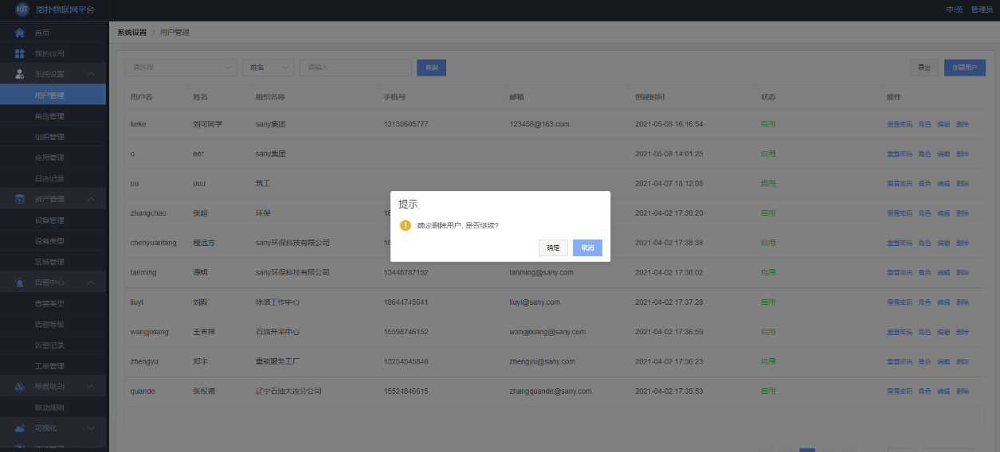 IOT 图扑物联网平台
中/英 管理员
首页
我的应用
系统设置
用户管理
角色管理
组织管理
应用管理
日志记录
资产管理
设备管理
设备类型
区域管理
告警中心
告警类型
告警等级
告警记录
工单管理
场景联动
联动规则
可视化
系统设置 > 用户管理
请选择 姓名 请输入 查询 导出 创建用户
用户名 姓名 组织名称 手机号 邮箱 创建时间 状态 操作
keke 刘可同学 sany集团 13130605777 123456@163.com 2021-05-08 16:16:54 启用 重置密码 角色 编辑 删除
o eer sany集团 2021-05-08 14:01:25 启用 重置密码 角色 编辑 删除
uu uuu 筑工 2021-04-07 18:12:08 启用 重置密码 角色 编辑 删除
zhangchao 张超 环保 2021-04-02 17:39:20 启用 重置密码 角色 编辑 删除
chenyuanfang 程远方 sany环保科技有限公司 2021-04-02 17:38:38 启用 重置密码 角色 编辑 删除
tanming 谭明 sany环保科技有限公司 13448787152 tanming@sany.com 2021-04-02 17:38:02 启用 重置密码 角色 编辑 删除
liuyi 刘毅 涂装工作中心 18644745641 liuyi@sany.com 2021-04-02 17:37:28 启用 重置密码 角色 编辑 删除
wangjixiang 王吉祥 石油开采中心 15598746152 wangjixiang@sany.com 2021-04-02 17:36:59 启用 重置密码 角色 编辑 删除
zhengyu 郑宇 重能服务工厂 13254545848 zhengyu@sany.com 2021-04-02 17:36:23 启用 重置密码 角色 编辑 删除
quande 张权德 辽宁石油大连分公司 15524846615 zhangquande@sany.com 2021-04-02 17:35:53 启用 重置密码 角色 编辑 删除
提示
确定删除用户, 是否继续?
确定 取消